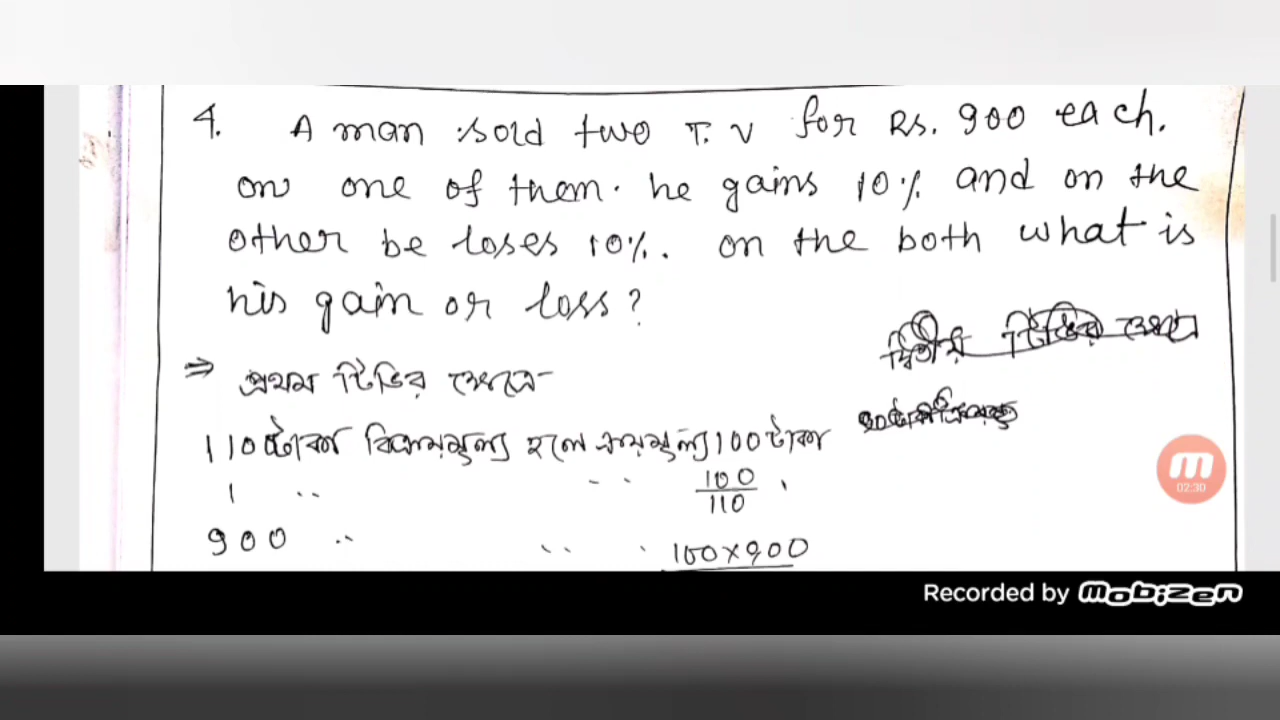 4. A man sold two T.V for Rs. 900 each.
on one of them. he gains 10% and on the
other he loses 10%. on the both what is
his gain or loss?
⇒ প্রথম টিভির ক্ষেত্রে-
দ্বিতীয় টিভির ক্ষেত্রে
110 টাকা বিক্রয়মূল্য হলে ক্রয়মূল্য 100 টাকা
1 " " " 100/110 "
900 " " " " 100×900
02:30
Recorded by mobizen